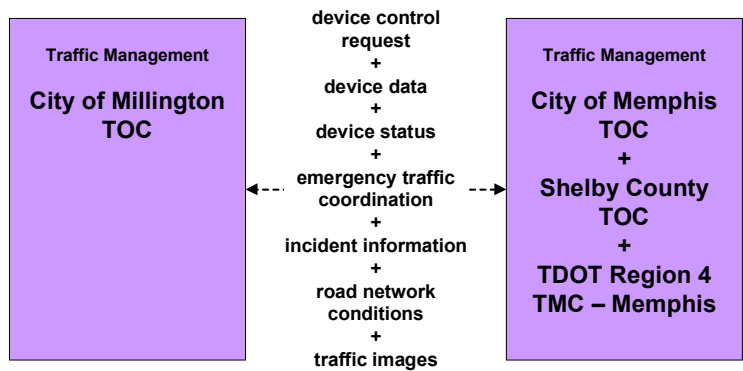 Traffic Management
City of Millington
TOC
device control
request
+
device data
+
device status
+
emergency traffic
coordination
+
incident information
+
road network
conditions
+
traffic images
Traffic Management
City of Memphis
TOC
+
Shelby County
TOC
+
TDOT Region 4
TMC – Memphis